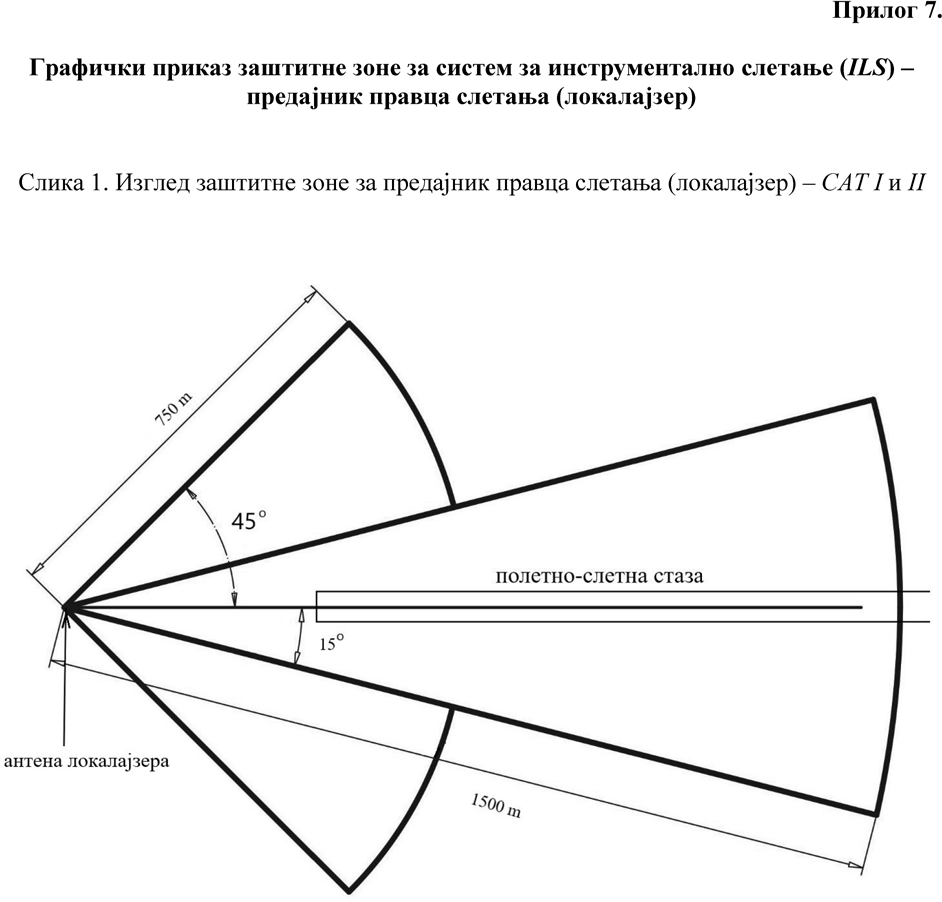 Прилог 7.
Графички приказ заштитне зоне за систем за инструментално слетање (ILS) –
предајник правца слетања (локалајзер)
Слика 1. Изглед заштитне зоне за предајник правца слетања (локалајзер) – CAT I и II
750 m
45°
полетно-слетна стаза
15°
антена локалајзера
1500 m